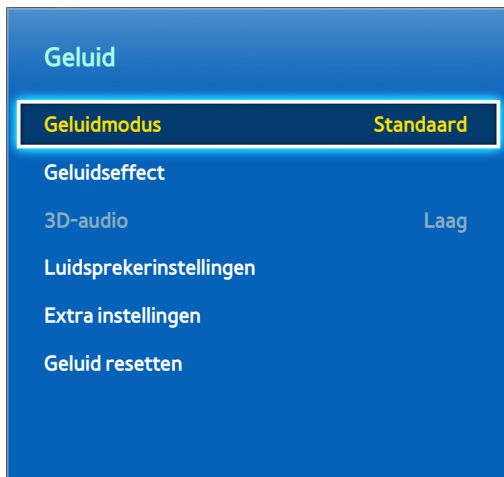 Geluid
Geluidmodus Standaard
Geluidseffect
3D-audio Laag
Luidsprekerinstellingen
Extra instellingen
Geluid resetten